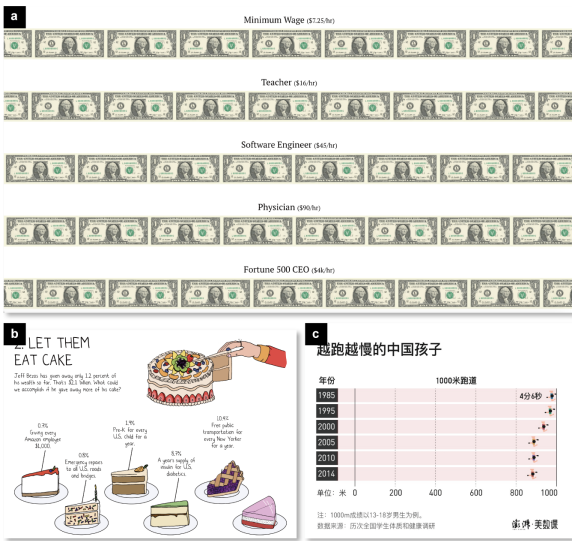 a
Minimum Wage ($7.25/hr)
Teacher ($16/hr)
Software Engineer ($45/hr)
Physician ($90/hr)
Fortune 500 CEO ($4k/hr)
b
2. LET THEM
EAT CAKE
Jeff Bezos has given away only 1.2 percent of
his wealth so far. That's $2.1 billion. What could
we accomplish if he gave away more of his cake?
0.7%
Giving every
Amazon employee
$1,000.
0.8%
Emergency repairs
to all U.S. roads
and bridges.
1.9%
Pre-K for every
U.S. child for a
year.
8.7%
A year's supply of
insulin for U.S.
diabetics.
10.4%
Free public
transportation for
every New Yorker
for a year.
c
越跑越慢的中国孩子
年份
1000米跑道
1985
4分6秒
1995
2000
2005
2010
2014
单位：米 0 200 400 600 800 1000
注：1000m成绩以13-18岁男生为例。
数据来源：历次全国学生体质和健康调研
澎湃·美数课